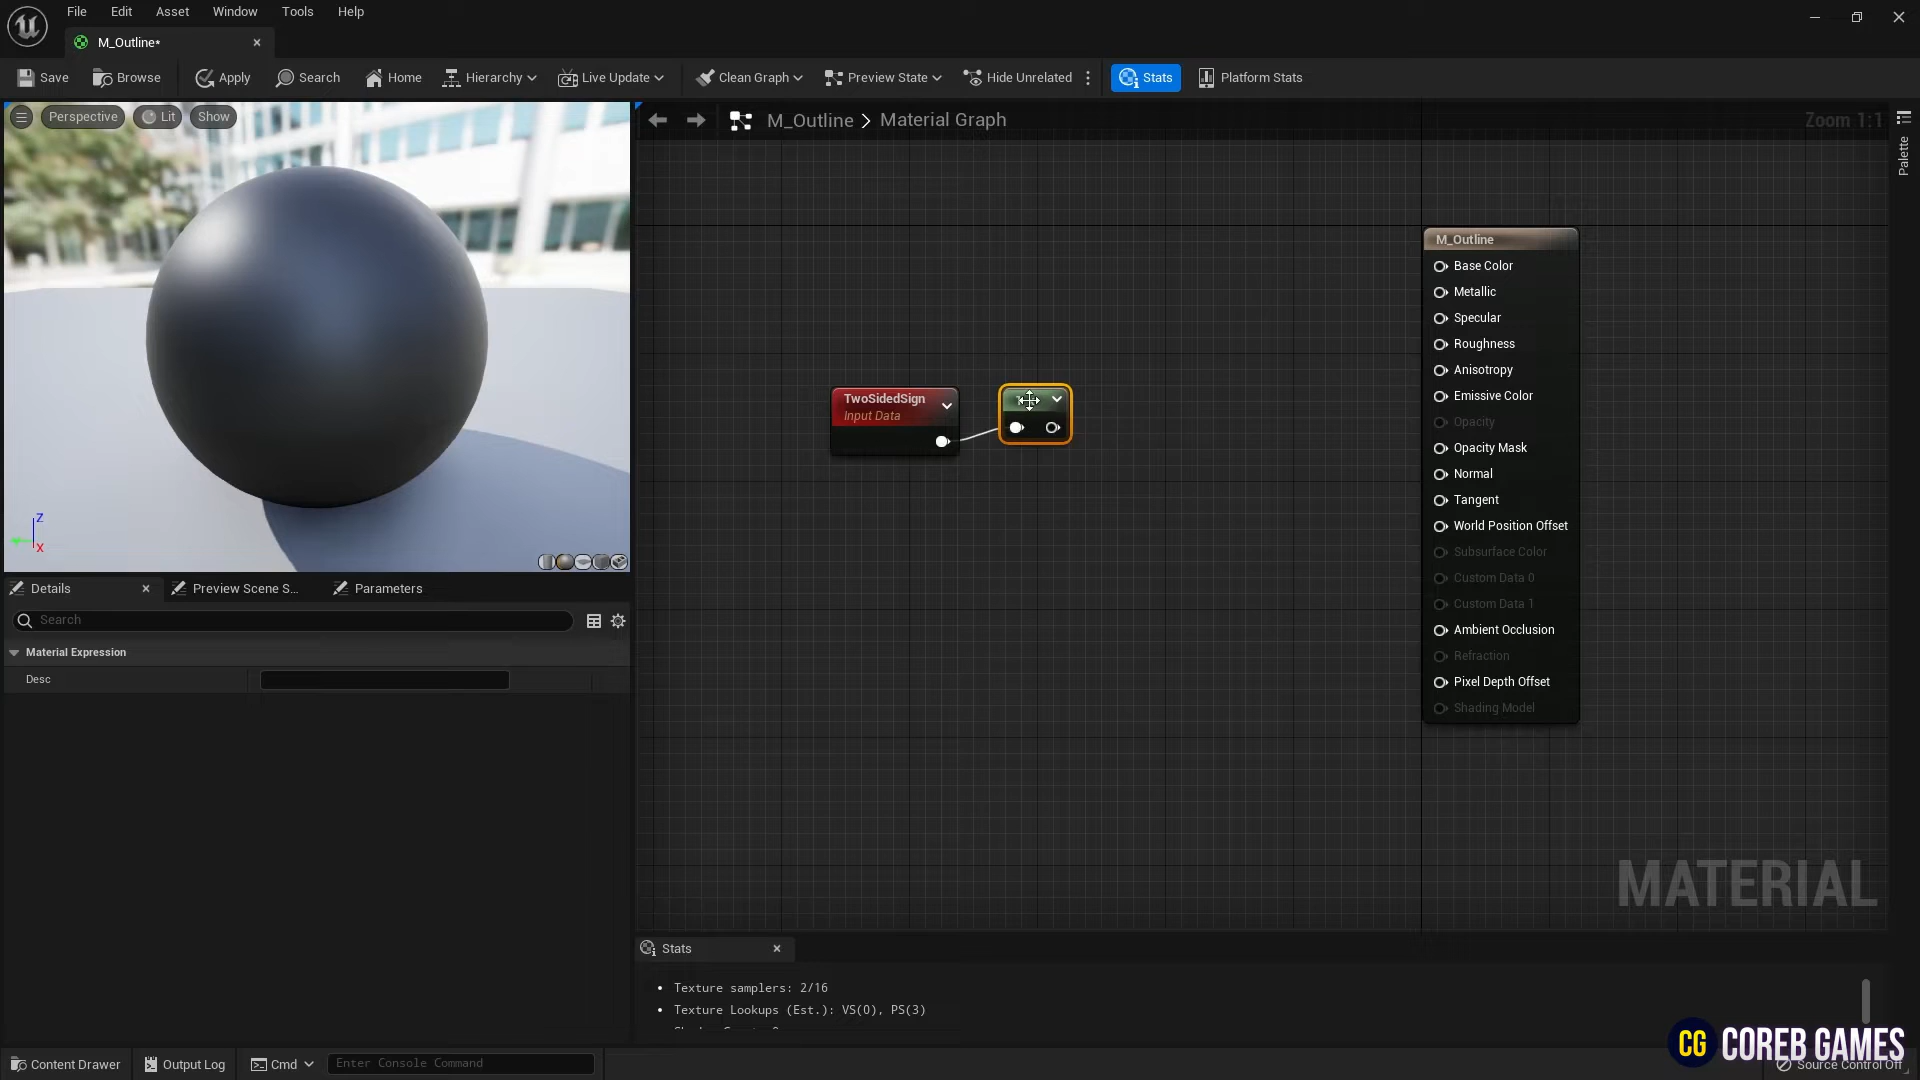 File Edit Asset Window Tools Help
M_Outline*
Save Browse Apply Search Home Hierarchy Live Update Clean Graph Preview State Hide Unrelated Stats Platform Stats
Perspective Lit Show
M_Outline > Material Graph
Zoom 1:1
Palette
M_Outline
Base Color
Metallic
Specular
Roughness
Anisotropy
Emissive Color
Opacity
Opacity Mask
Normal
Tangent
World Position Offset
Subsurface Color
Custom Data 0
Custom Data 1
Ambient Occlusion
Refraction
Pixel Depth Offset
Shading Model
TwoSidedSign
Input Data
Z
X
Details Preview Scene S... Parameters
Search
Material Expression
Desc
MATERIAL
Stats
Texture samplers: 2/16
Texture Lookups (Est.): VS(0), PS(3)
CG COREB GAMES
Content Drawer Output Log Cmd Enter Console Command Source Control Off